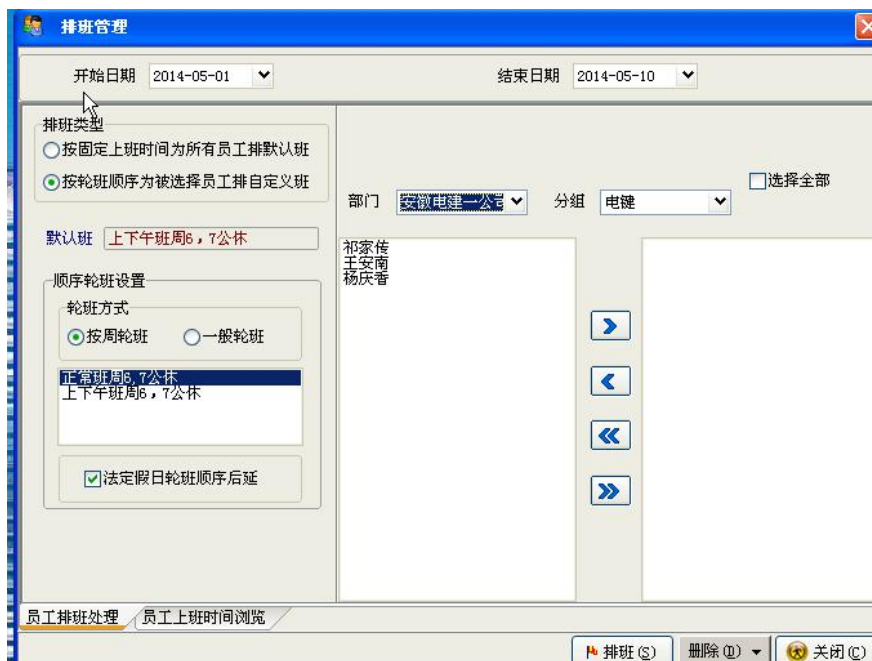 排班管理
开始日期 2014-05-01 结束日期 2014-05-10
排班类型
按固定上班时间为所有员工排默认班
按轮班顺序为被选择员工排自定义班
选择全部
部门 安徽电建一公司 分组 电键
默认班 上下午班周6，7公休
祁家传
王安南
杨庆香
顺序轮班设置
轮班方式
按周轮班 一般轮班
正常班周6,7公休
上下午班周6，7公休
法定假日轮班顺序后延
员工排班处理 员工上班时间浏览
排班(S) 删除(D) 关闭(C)